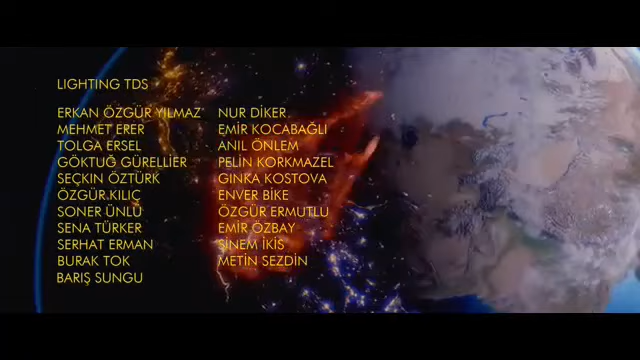 LIGHTING TDS
ERKAN ÖZGÜR YILMAZ
MEHMET ERER
TOLGA ERSEL
GÖKTUĞ GÜRELLİER
SEÇKİN ÖZTÜRK
ÖZGÜR KILIÇ
SONER ÜNLÜ
SENA TÜRKER
SERHAT ERMAN
BURAK TOK
BARIŞ SUNGU
NUR DİKER
EMİR KOCABAĞLI
ANIL ÖNLEM
PELİN KORKMAZEL
GINKA KOSTOVA
ENVER BIKE
ÖZGÜR ERMUTLU
EMİR ÖZBAY
SİNEM İKİS
METİN SEZDİN